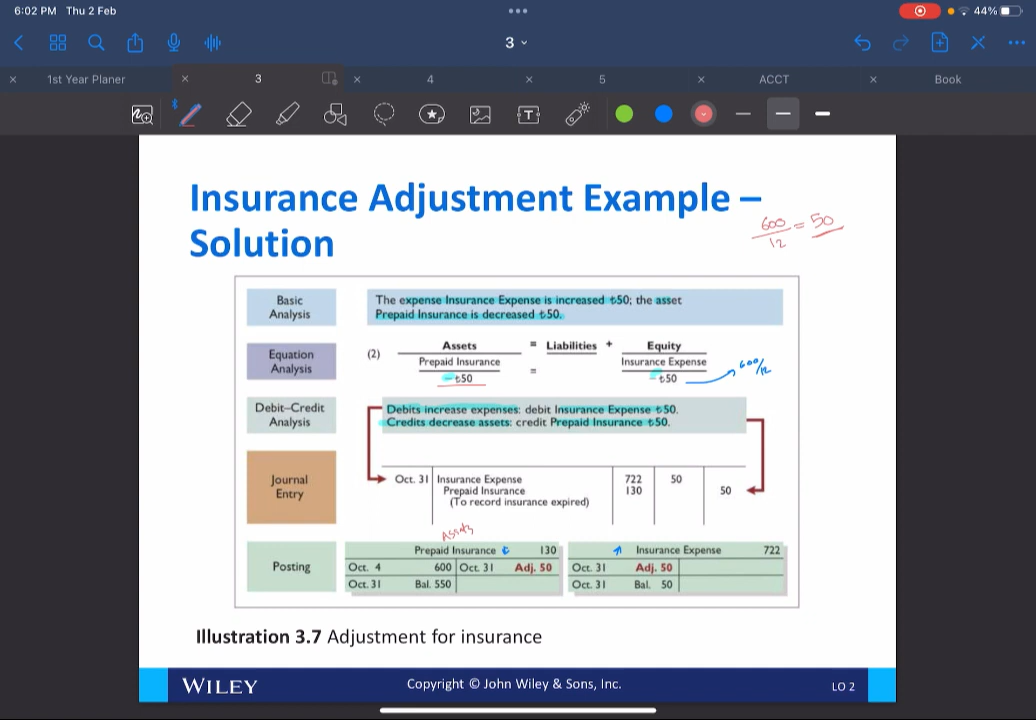 6:02 PM Thu 2 Feb
44%
3
1st Year Planer
3
4
5
ACCT
Book
T
Insurance Adjustment Example –
Solution
600/12 = 50
Basic
Analysis
The expense Insurance Expense is increased ₺50; the asset
Prepaid Insurance is decreased ₺50.
Equation
Analysis
(2)
Assets = Liabilities + Equity
Prepaid Insurance Insurance Expense
=
−₺50 −₺50
600/12
Debit–Credit
Analysis
Debits increase expenses: debit Insurance Expense ₺50.
Credits decrease assets: credit Prepaid Insurance ₺50.
Journal
Entry
Oct. 31 Insurance Expense 722 50
Prepaid Insurance 130 50
(To record insurance expired)
Assets
Posting
Prepaid Insurance 130
Oct. 4 600 Oct. 31 Adj. 50
Oct. 31 Bal. 550
Insurance Expense 722
Oct. 31 Adj. 50
Oct. 31 Bal. 50
Illustration 3.7 Adjustment for insurance
WILEY
Copyright © John Wiley & Sons, Inc.
LO 2